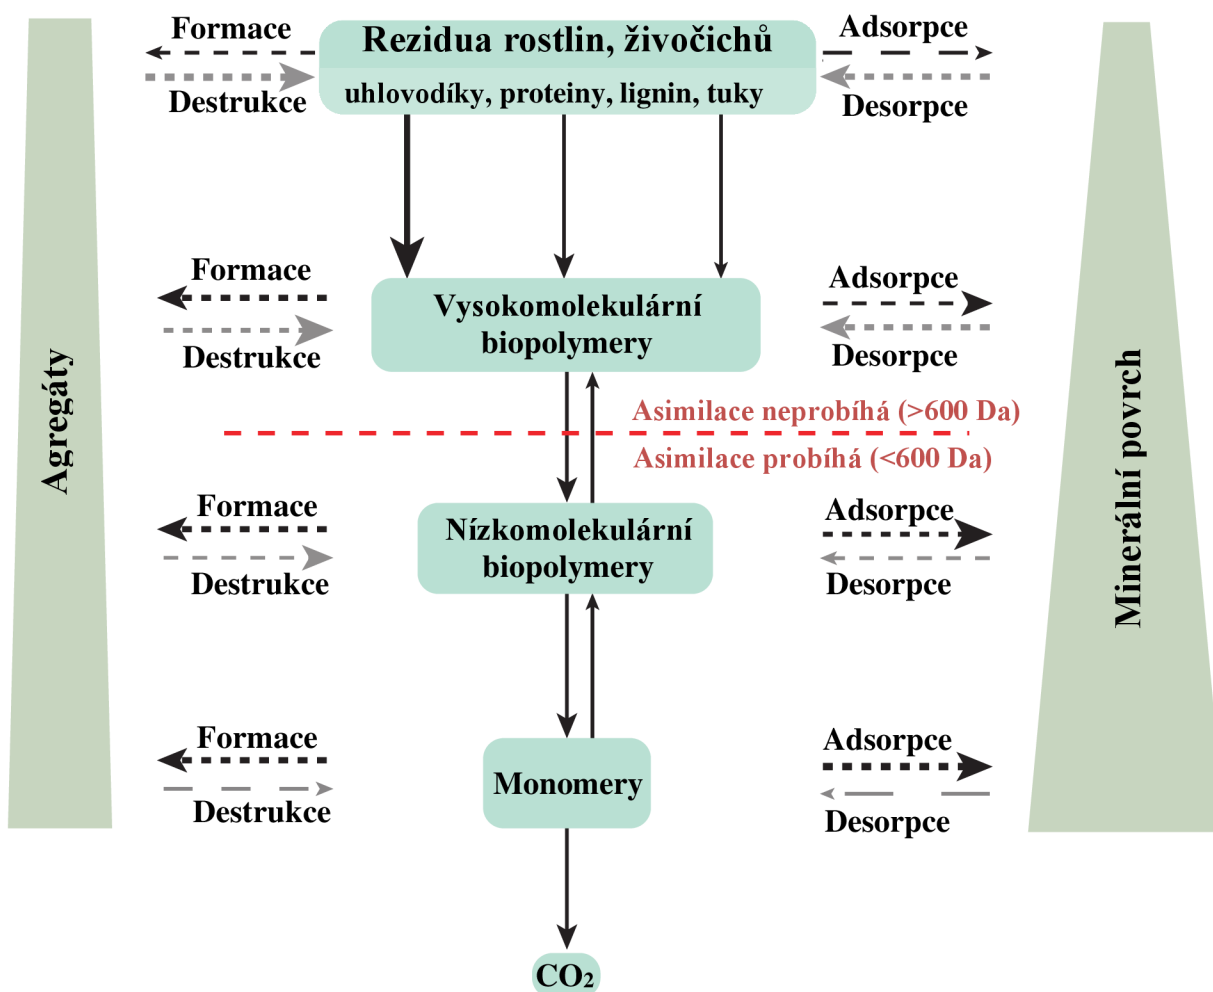 Formace
Rezidua rostlin, živočichů
Adsorpce
Destrukce
uhlovodíky, proteiny, lignin, tuky
Desorpce
Formace
Vysokomolekulární
biopolymery
Adsorpce
Destrukce
Desorpce
Agregáty
Minerální povrch
Asimilace neprobíhá (>600 Da)
Asimilace probíhá (<600 Da)
Formace
Nízkomolekulární
biopolymery
Adsorpce
Destrukce
Desorpce
Formace
Monomery
Adsorpce
Destrukce
Desorpce
CO₂